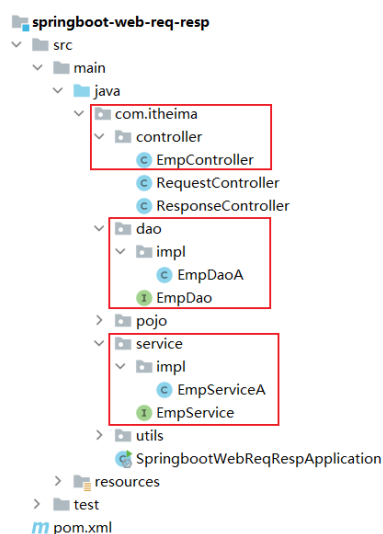 springboot-web-req-resp
src
main
java
com.itheima
controller
C EmpController
C RequestController
C ResponseController
dao
impl
C EmpDaoA
I EmpDao
pojo
service
impl
C EmpServiceA
I EmpService
utils
SpringbootWebReqRespApplication
resources
test
m pom.xml